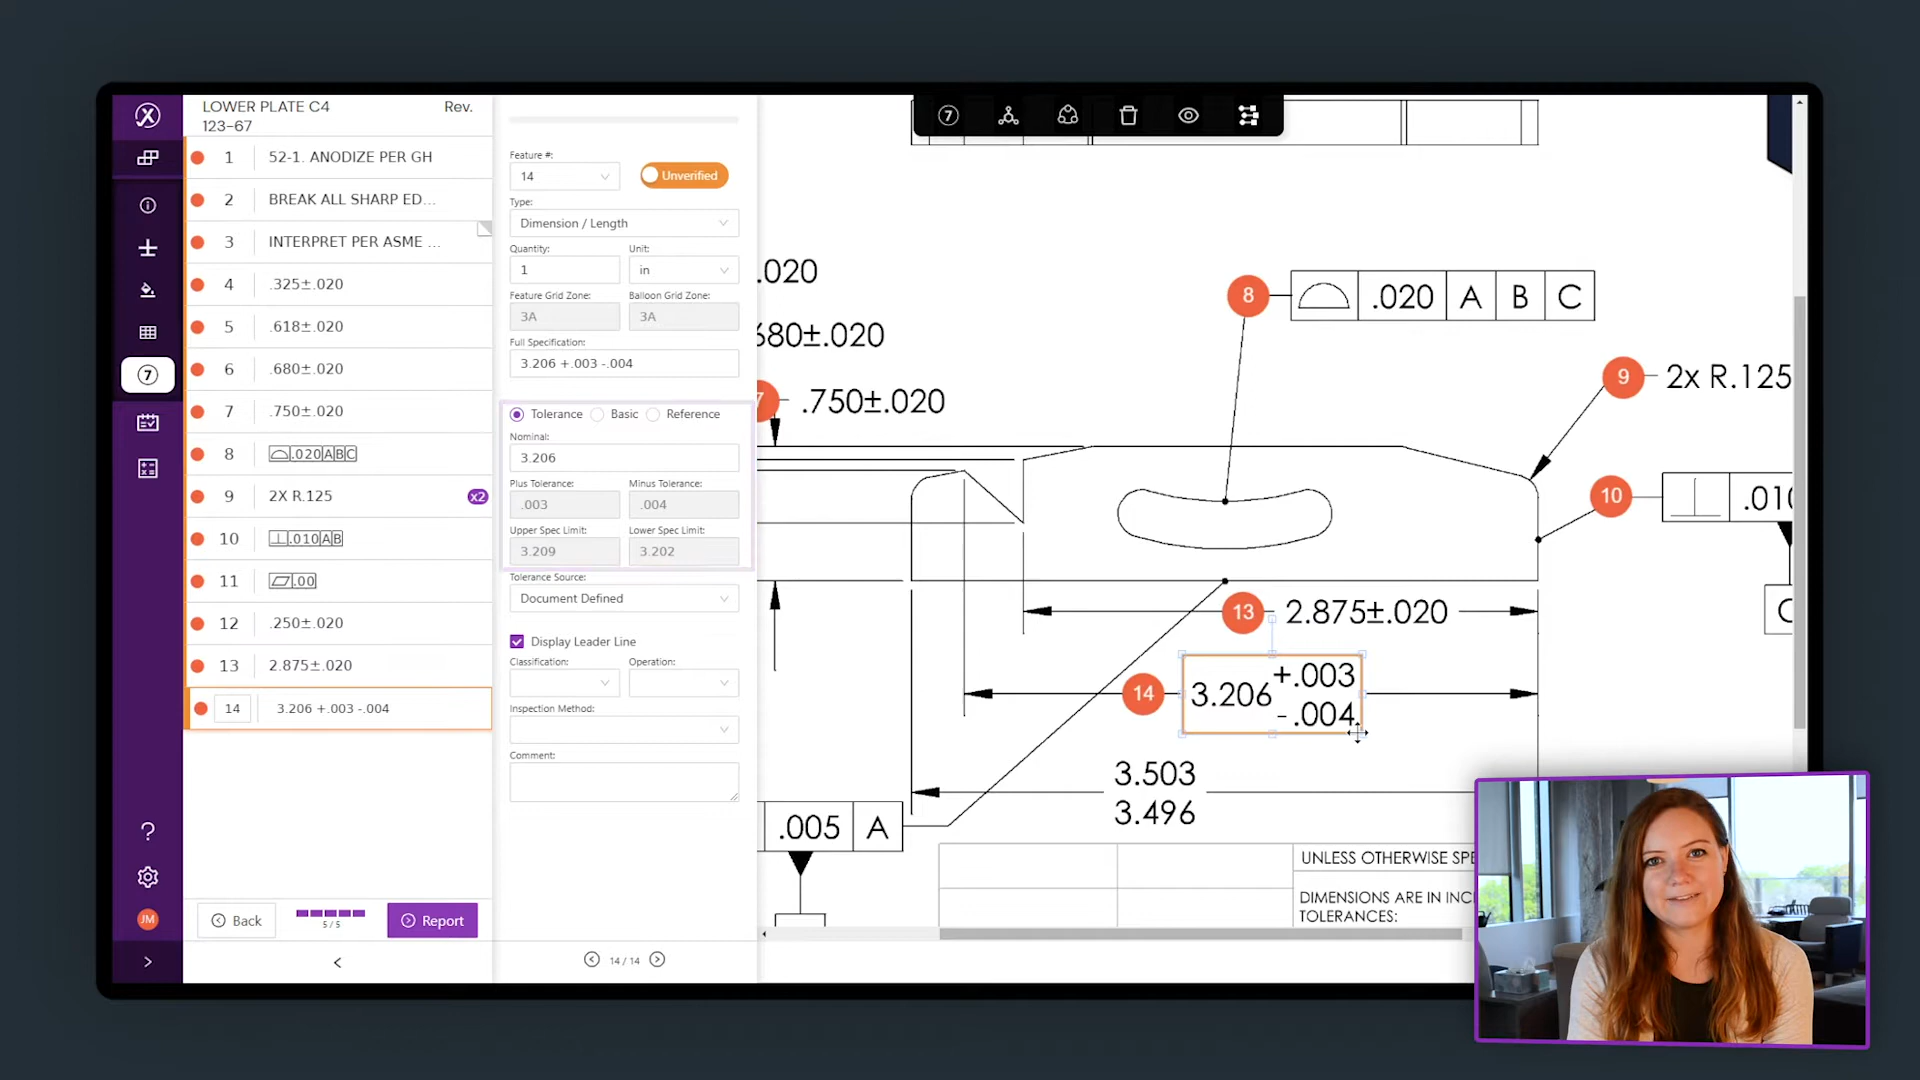 LOWER PLATE C4
Rev.
123-67
1 52-1. ANODIZE PER GH
2 BREAK ALL SHARP ED...
3 INTERPRET PER ASME ...
4 .325±.020
5 .618±.020
6 .680±.020
7 .750±.020
8 .020 A B C
9 2X R.125 x2
10 .010 A B
11 .00
12 .250±.020
13 2.875±.020
14 3.206 +.003 -.004
Back
5 / 5
Report
7
?
JM
Feature #:
14
Unverified
Type:
Dimension / Length
Quantity:
Unit:
1
in
Feature Grid Zone:
Balloon Grid Zone:
3A
3A
Full Specification:
3.206 +.003 -.004
Tolerance
Basic
Reference
Nominal:
3.206
Plus Tolerance:
Minus Tolerance:
.003
.004
Upper Spec Limit:
Lower Spec Limit:
3.209
3.202
Tolerance Source:
Document Defined
Display Leader Line
Classification:
Operation:
Inspection Method:
Comment:
14 / 14
7
.020
8 .020 A B C
680±.020
9 2x R.125
7 .750±.020
10 .010
13 2.875±.020
14 3.206 +.003
-.004
3.503
3.496
.005 A
C
UNLESS OTHERWISE SPE
DIMENSIONS ARE IN INC
TOLERANCES: